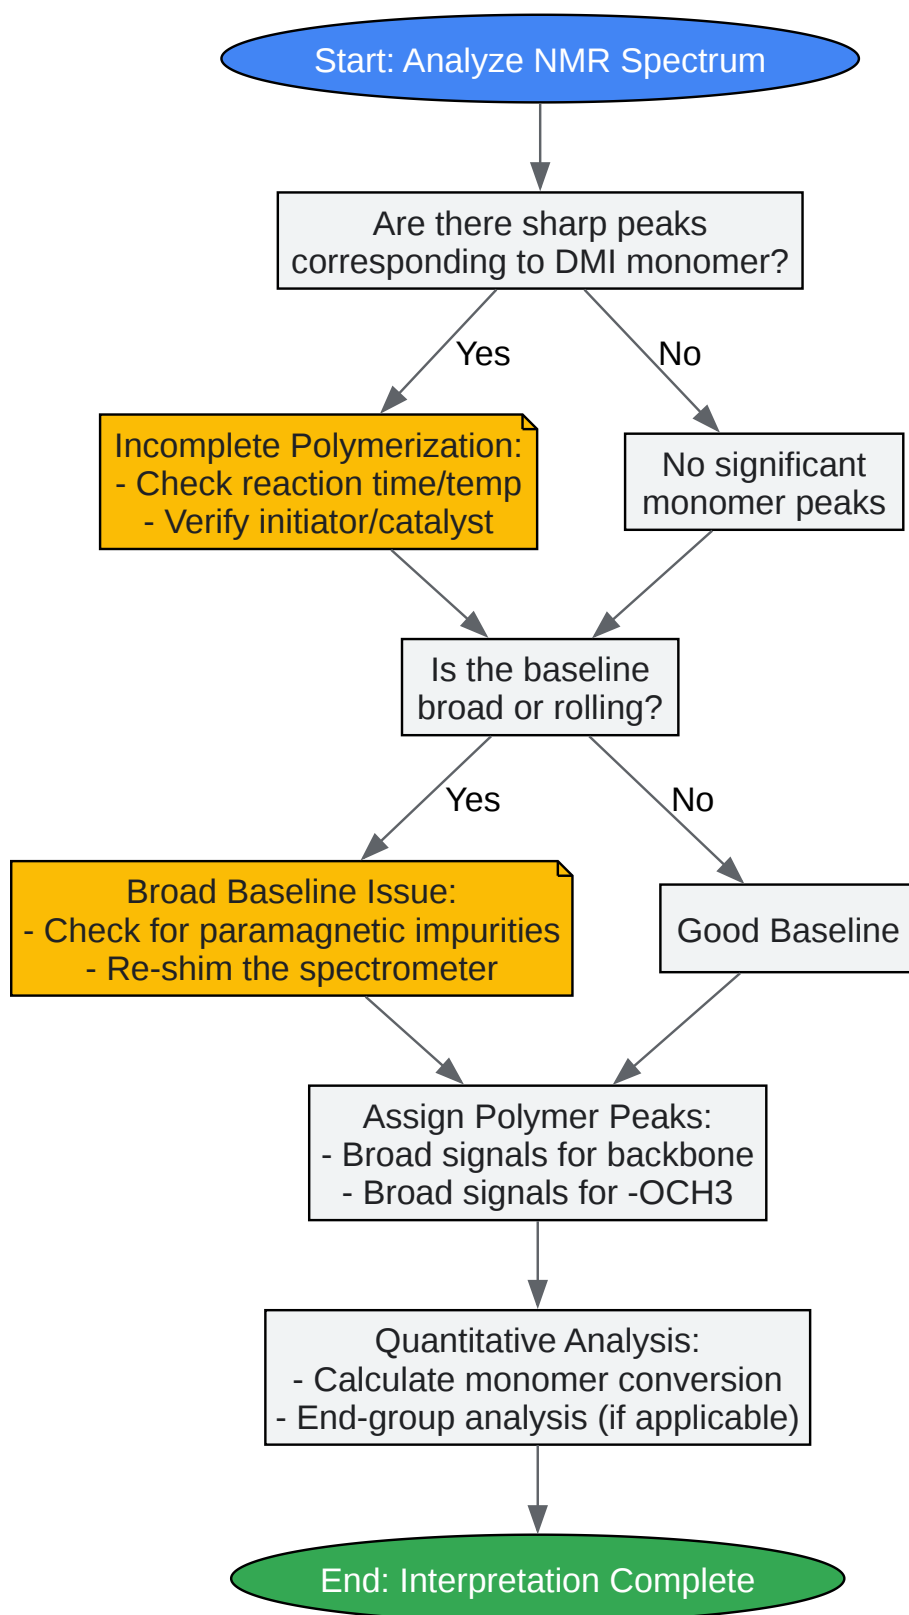 Start: Analyze NMR Spectrum
Are there sharp peaks
corresponding to DMI monomer?
Yes
No
Incomplete Polymerization:
- Check reaction time/temp
- Verify initiator/catalyst
No significant
monomer peaks
Is the baseline
broad or rolling?
Yes
No
Broad Baseline Issue:
- Check for paramagnetic impurities
- Re-shim the spectrometer
Good Baseline
Assign Polymer Peaks:
- Broad signals for backbone
- Broad signals for -OCH3
Quantitative Analysis:
- Calculate monomer conversion
- End-group analysis (if applicable)
End: Interpretation Complete